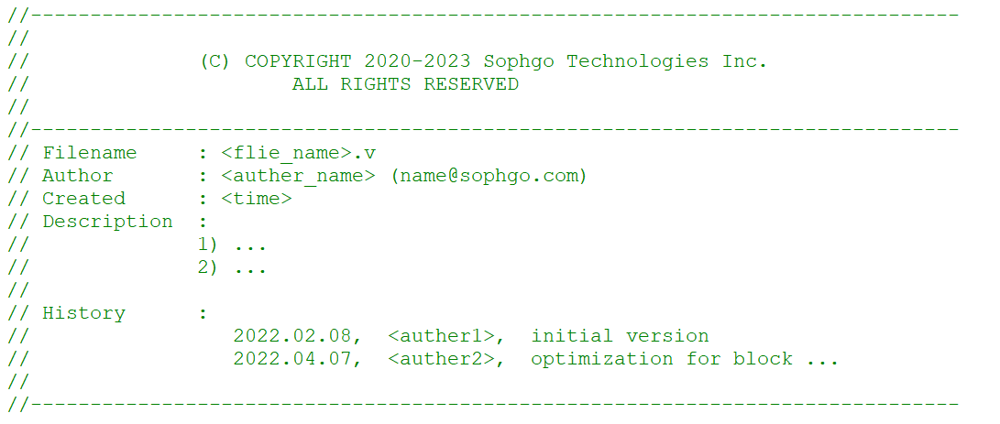 //------------------------------------------------------------------------------
//
//              (C) COPYRIGHT 2020-2023 Sophgo Technologies Inc.
//                      ALL RIGHTS RESERVED
//
//------------------------------------------------------------------------------
// Filename     : <flie_name>.v
// Author       : <auther_name> (name@sophgo.com)
// Created      : <time>
// Description  :
//              1) ...
//              2) ...
//
// History      :
//                 2022.02.08,  <auther1>,  initial version
//                 2022.04.07,  <auther2>,  optimization for block ...
//
//------------------------------------------------------------------------------